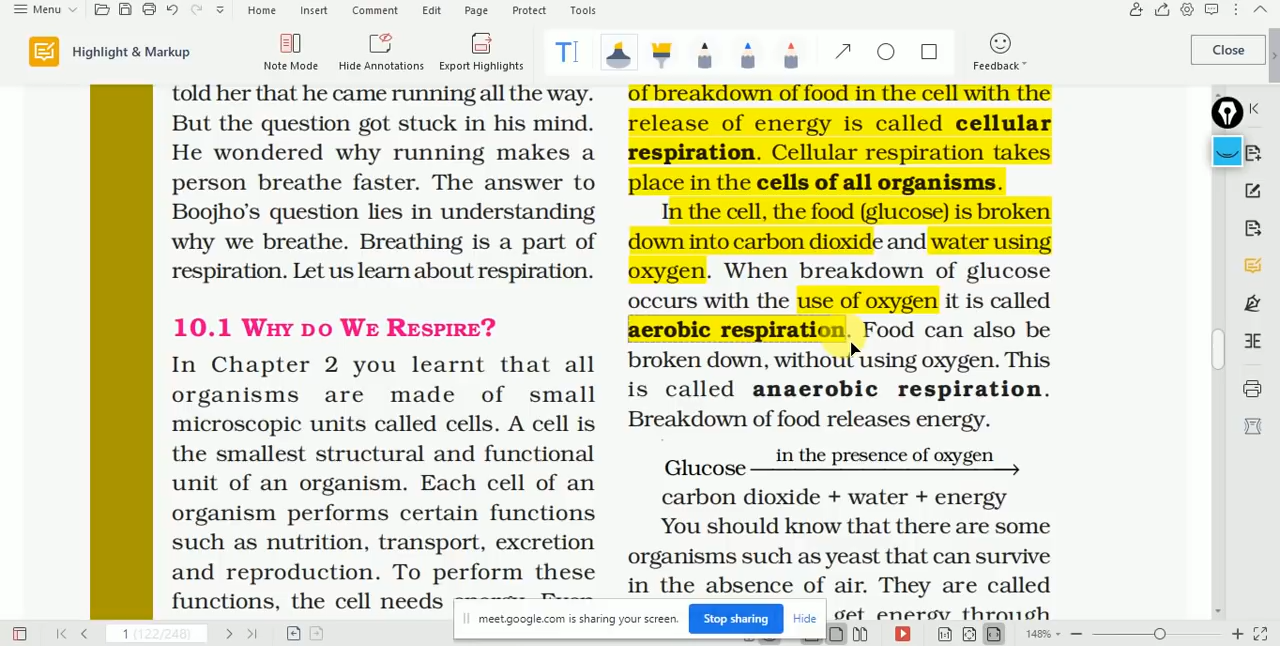 Menu
Home
Insert
Comment
Edit
Page
Protect
Tools
Highlight & Markup
Note Mode
Hide Annotations
Export Highlights
Feedback
Close
told her that he came running all the way.
But the question got stuck in his mind.
He wondered why running makes a
person breathe faster. The answer to
Boojho's question lies in understanding
why we breathe. Breathing is a part of
respiration. Let us learn about respiration.
10.1 WHY DO WE RESPIRE?
In Chapter 2 you learnt that all
organisms are made of small
microscopic units called cells. A cell is
the smallest structural and functional
unit of an organism. Each cell of an
organism performs certain functions
such as nutrition, transport, excretion
and reproduction. To perform these
functions, the cell needs energy.
of breakdown of food in the cell with the
release of energy is called cellular
respiration. Cellular respiration takes
place in the cells of all organisms.
In the cell, the food (glucose) is broken
down into carbon dioxide and water using
oxygen. When breakdown of glucose
occurs with the use of oxygen it is called
aerobic respiration. Food can also be
broken down, without using oxygen. This
is called anaerobic respiration.
Breakdown of food releases energy.
in the presence of oxygen
Glucose
carbon dioxide + water + energy
You should know that there are some
organisms such as yeast that can survive
in the absence of air. They are called
get energy through
meet.google.com is sharing your screen.
Stop sharing
Hide
1 (122/248)
148%